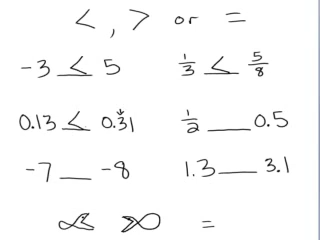 < , > or =
-3 < 5    1/3 < 5/8
0.13 < 0.31    1/2 ___ 0.5
-7 ___ -8    1.3 ___ 3.1
< > =